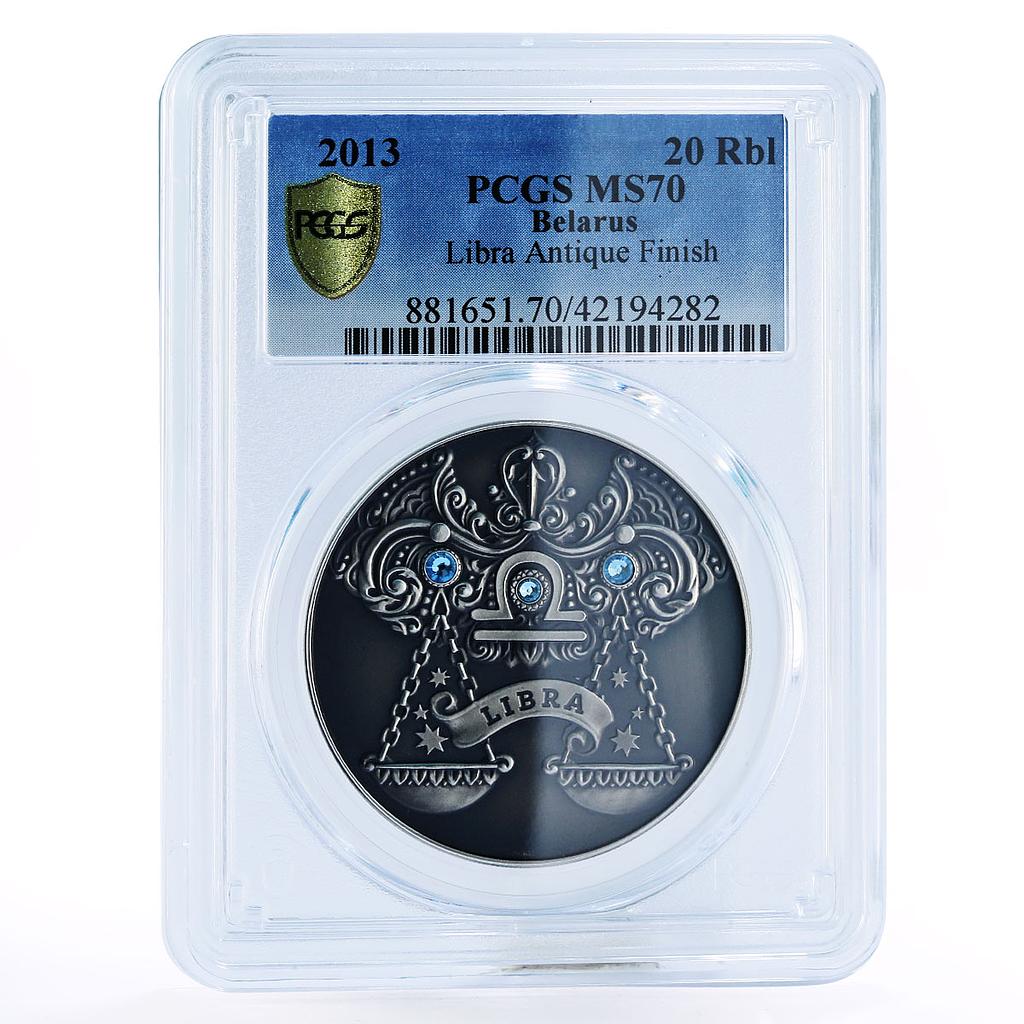 2013 20 Rbl
PCGS MS70
PCGS
Belarus
Libra Antique Finish
881651.70/42194282
LIBRA